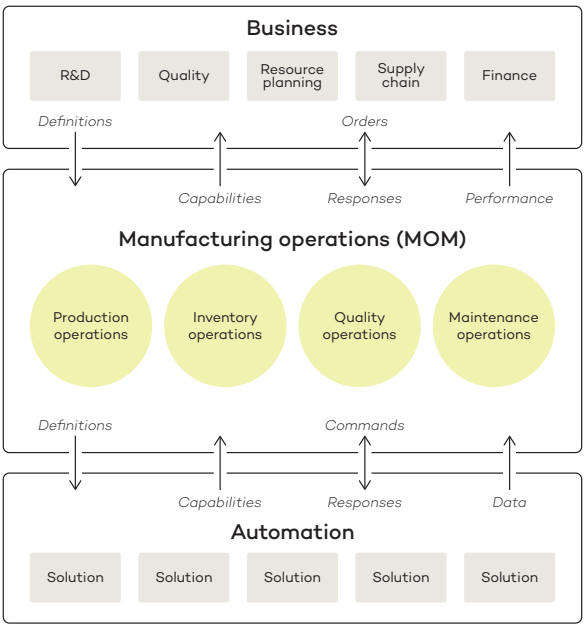 Business
R&D
Quality
Resource
planning
Supply
chain
Finance
Definitions
Orders
Capabilities
Responses
Performance
Manufacturing operations (MOM)
Production
operations
Inventory
operations
Quality
operations
Maintenance
operations
Definitions
Commands
Capabilities
Responses
Data
Automation
Solution
Solution
Solution
Solution
Solution